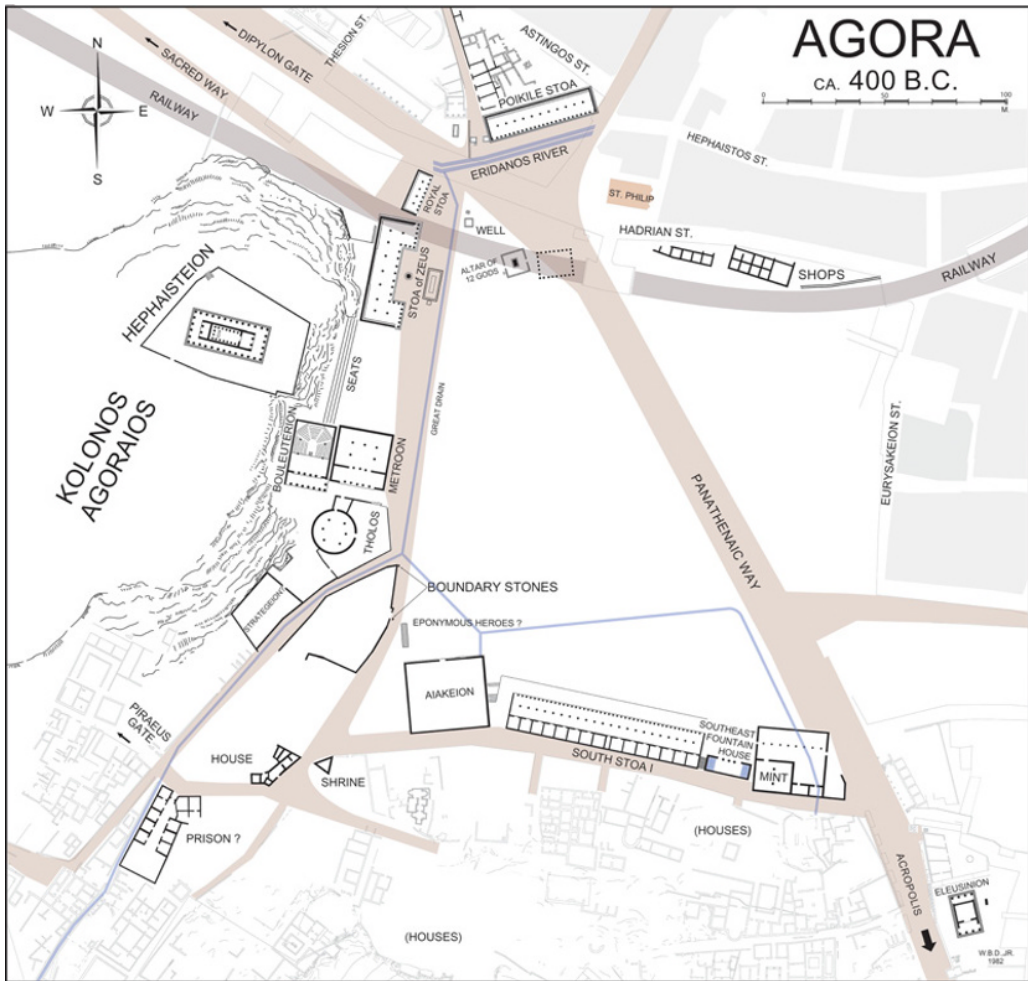 AGORA
CA. 400 B.C.
0
50
100
M.
N
W
E
S
SACRED WAY
DIPYLON GATE
THESION ST.
ASTINGOS ST.
RAILWAY
POIKILE STOA
ERIDANOS RIVER
HEPHAISTOS ST.
ROYAL
STOA
ST. PHILIP
WELL
HADRIAN ST.
ALTAR OF
12 GODS
STOA of ZEUS
SHOPS
RAILWAY
HEPHAISTEION
SEATS
GREAT DRAIN
KOLONOS
AGORAIOS
BOULEUTERION
METROON
EURYSAKEION ST.
PANATHENAIC WAY
THOLOS
STRATEGEION?
BOUNDARY STONES
EPONYMOUS HEROES ?
AIAKEION
PIRAEUS
GATE
SOUTHEAST
FOUNTAIN
HOUSE
SOUTH STOA I
MINT
HOUSE
SHRINE
PRISON ?
(HOUSES)
ACROPOLIS
ELEUSINION
(HOUSES)
W.B.D. JR.
1982